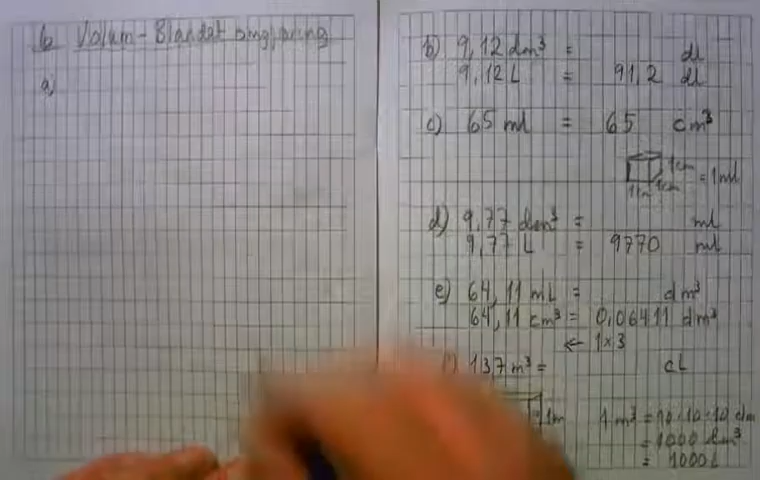 b Volum - Blandet omgjøring
a)
b) 9,12 dm³ = dl
9,12 L = 91,2 dl
c) 65 ml = 65 cm³
1cm
1cm 1cm = 1ml
d) 9,77 dm³ = ml
9,77 L = 9770 ml
e) 64,11 mL = dm³
64,11 cm³ = 0,06411 dm³
← 1×3
137 m³ = cL
1m 1 m³ = 10·10·10 dm
= 1000 dm³
= 1000 L